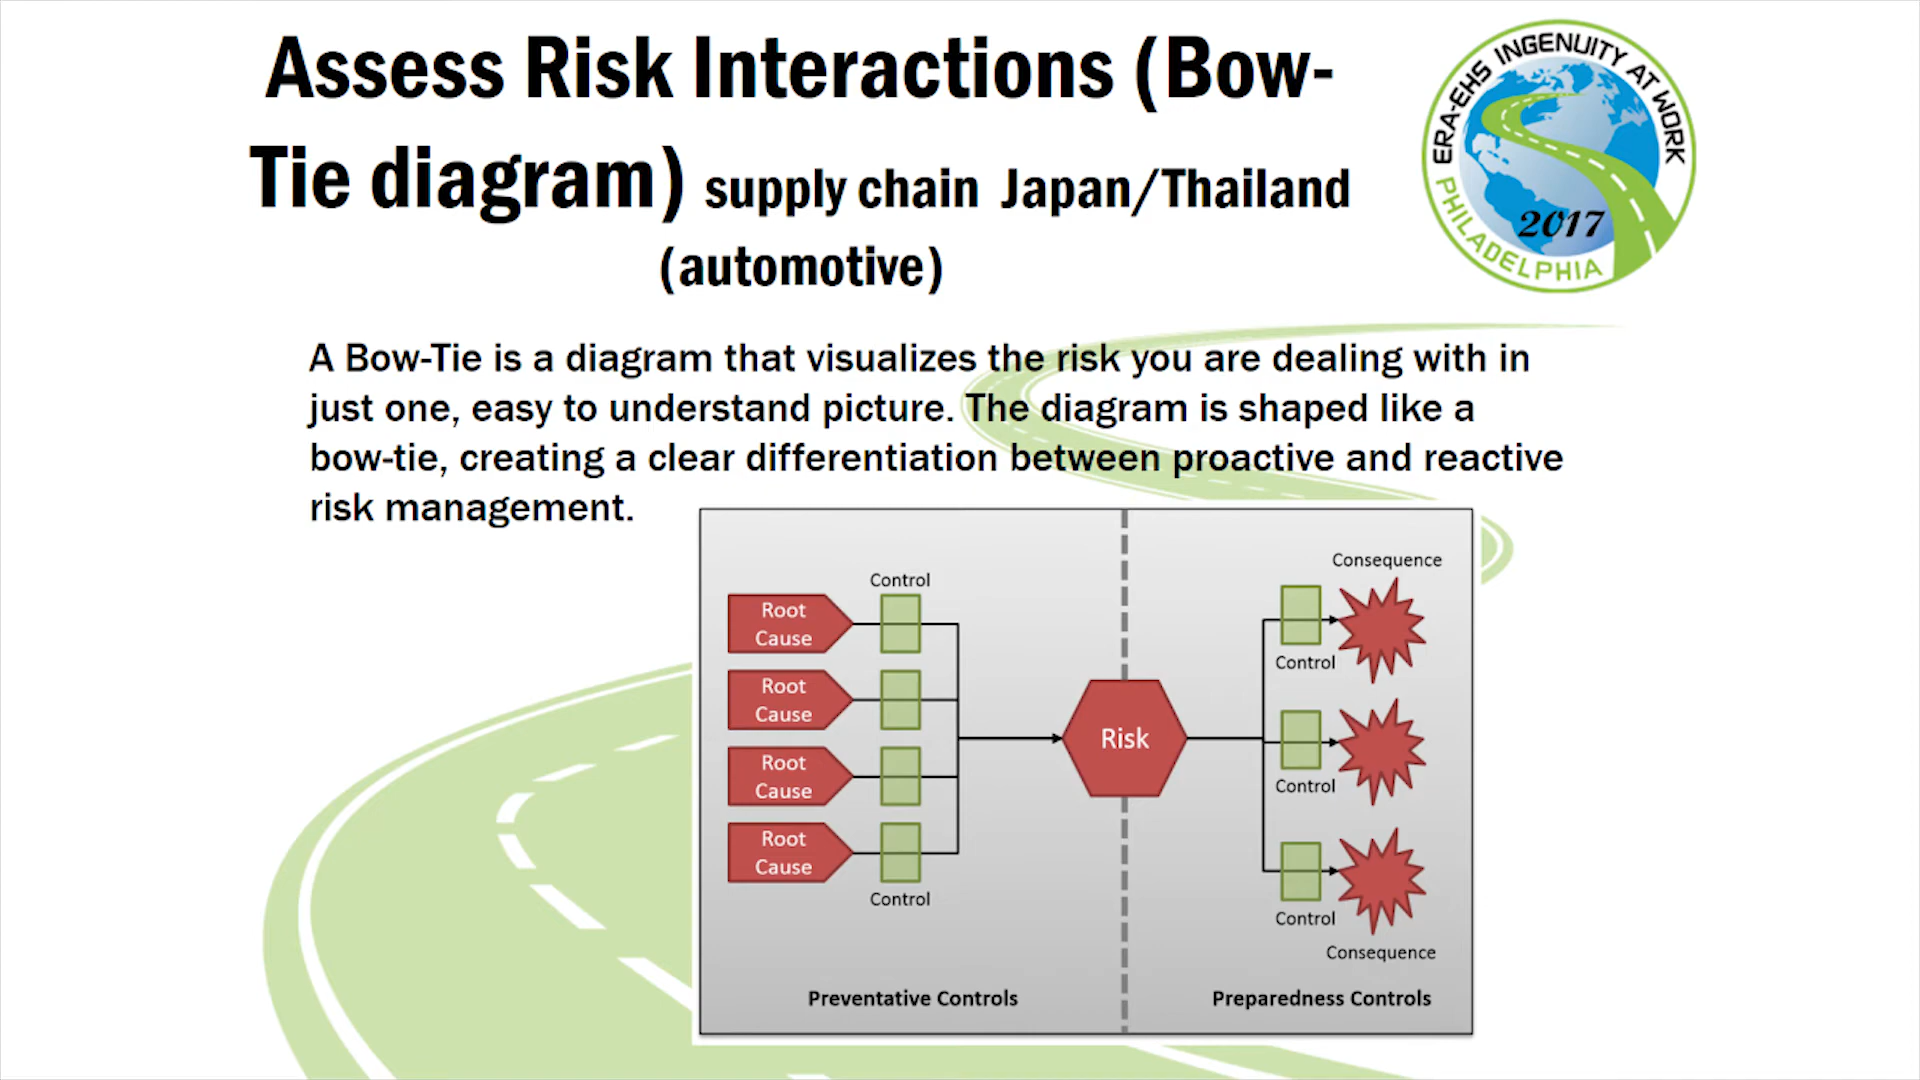 Assess Risk Interactions (Bow-
Tie diagram) supply chain Japan/Thailand
(automotive)
ERA-EHS INGENUITY AT WORK
PHILADELPHIA
2017
A Bow-Tie is a diagram that visualizes the risk you are dealing with in
just one, easy to understand picture. The diagram is shaped like a
bow-tie, creating a clear differentiation between proactive and reactive
risk management.
Control
Root
Cause
Root
Cause
Root
Cause
Root
Cause
Control
Risk
Consequence
Control
Control
Control
Consequence
Preventative Controls
Preparedness Controls